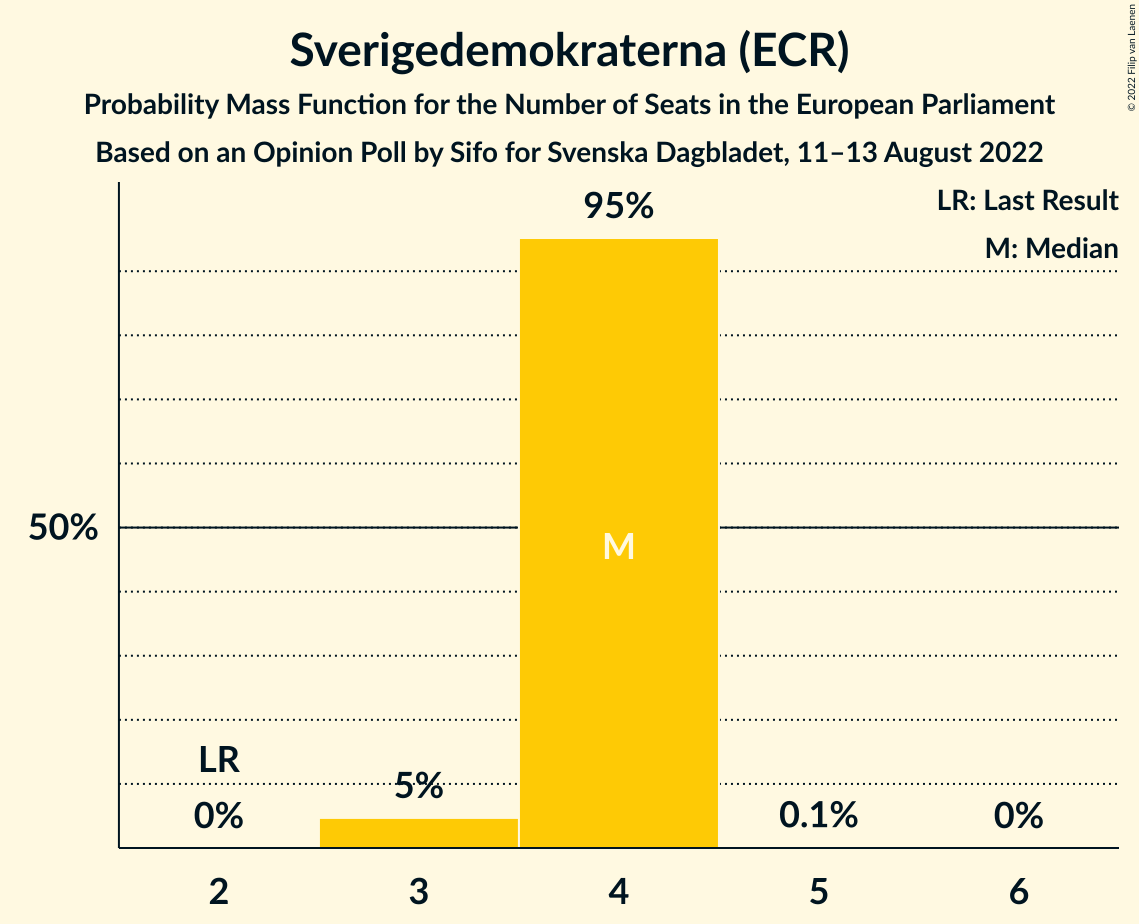 Sverigedemokraterna (ECR)
Probability Mass Function for the Number of Seats in the European Parliament
Based on an Opinion Poll by Sifo for Svenska Dagbladet, 11–13 August 2022
© 2022 Filip van Laenen
LR: Last Result
M: Median
95%
50%
M
LR
0%
5%
0.1%
0%
2
3
4
5
6